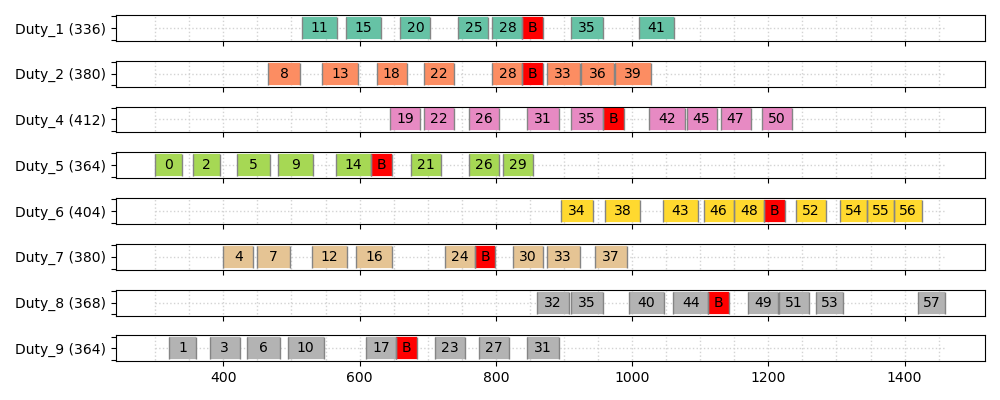 Duty_1 (336) 11 15 20 25 28 B 35 41
Duty_2 (380) 8 13 18 22 28 B 33 36 39
Duty_4 (412) 19 22 26 31 35 B 42 45 47 50
Duty_5 (364) 0 2 5 9 14 B 21 26 29
Duty_6 (404) 34 38 43 46 48 B 52 54 55 56
Duty_7 (380) 4 7 12 16 24 B 30 33 37
Duty_8 (368) 32 35 40 44 B 49 51 53 57
Duty_9 (364) 1 3 6 10 17 B 23 27 31
400 600 800 1000 1200 1400